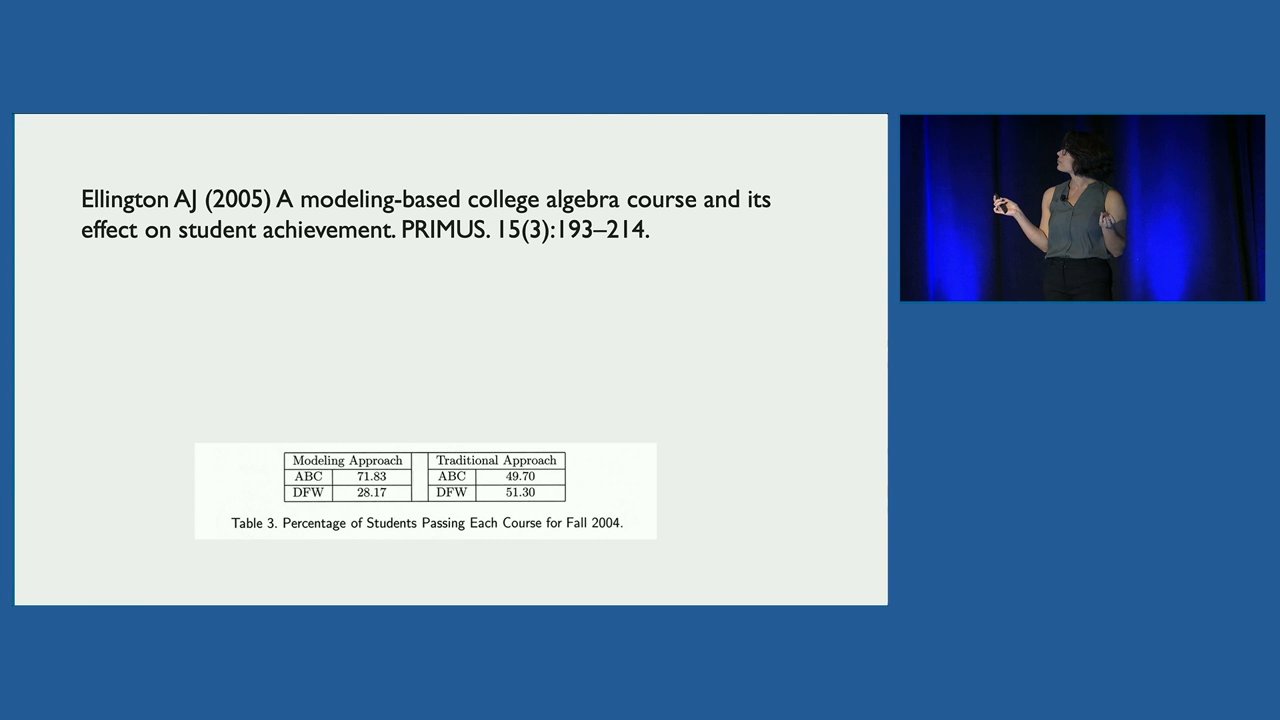 Ellington AJ (2005) A modeling-based college algebra course and its
effect on student achievement. PRIMUS. 15(3):193–214.
Modeling Approach Traditional Approach
ABC 71.83 ABC 49.70
DFW 28.17 DFW 51.30
Table 3. Percentage of Students Passing Each Course for Fall 2004.